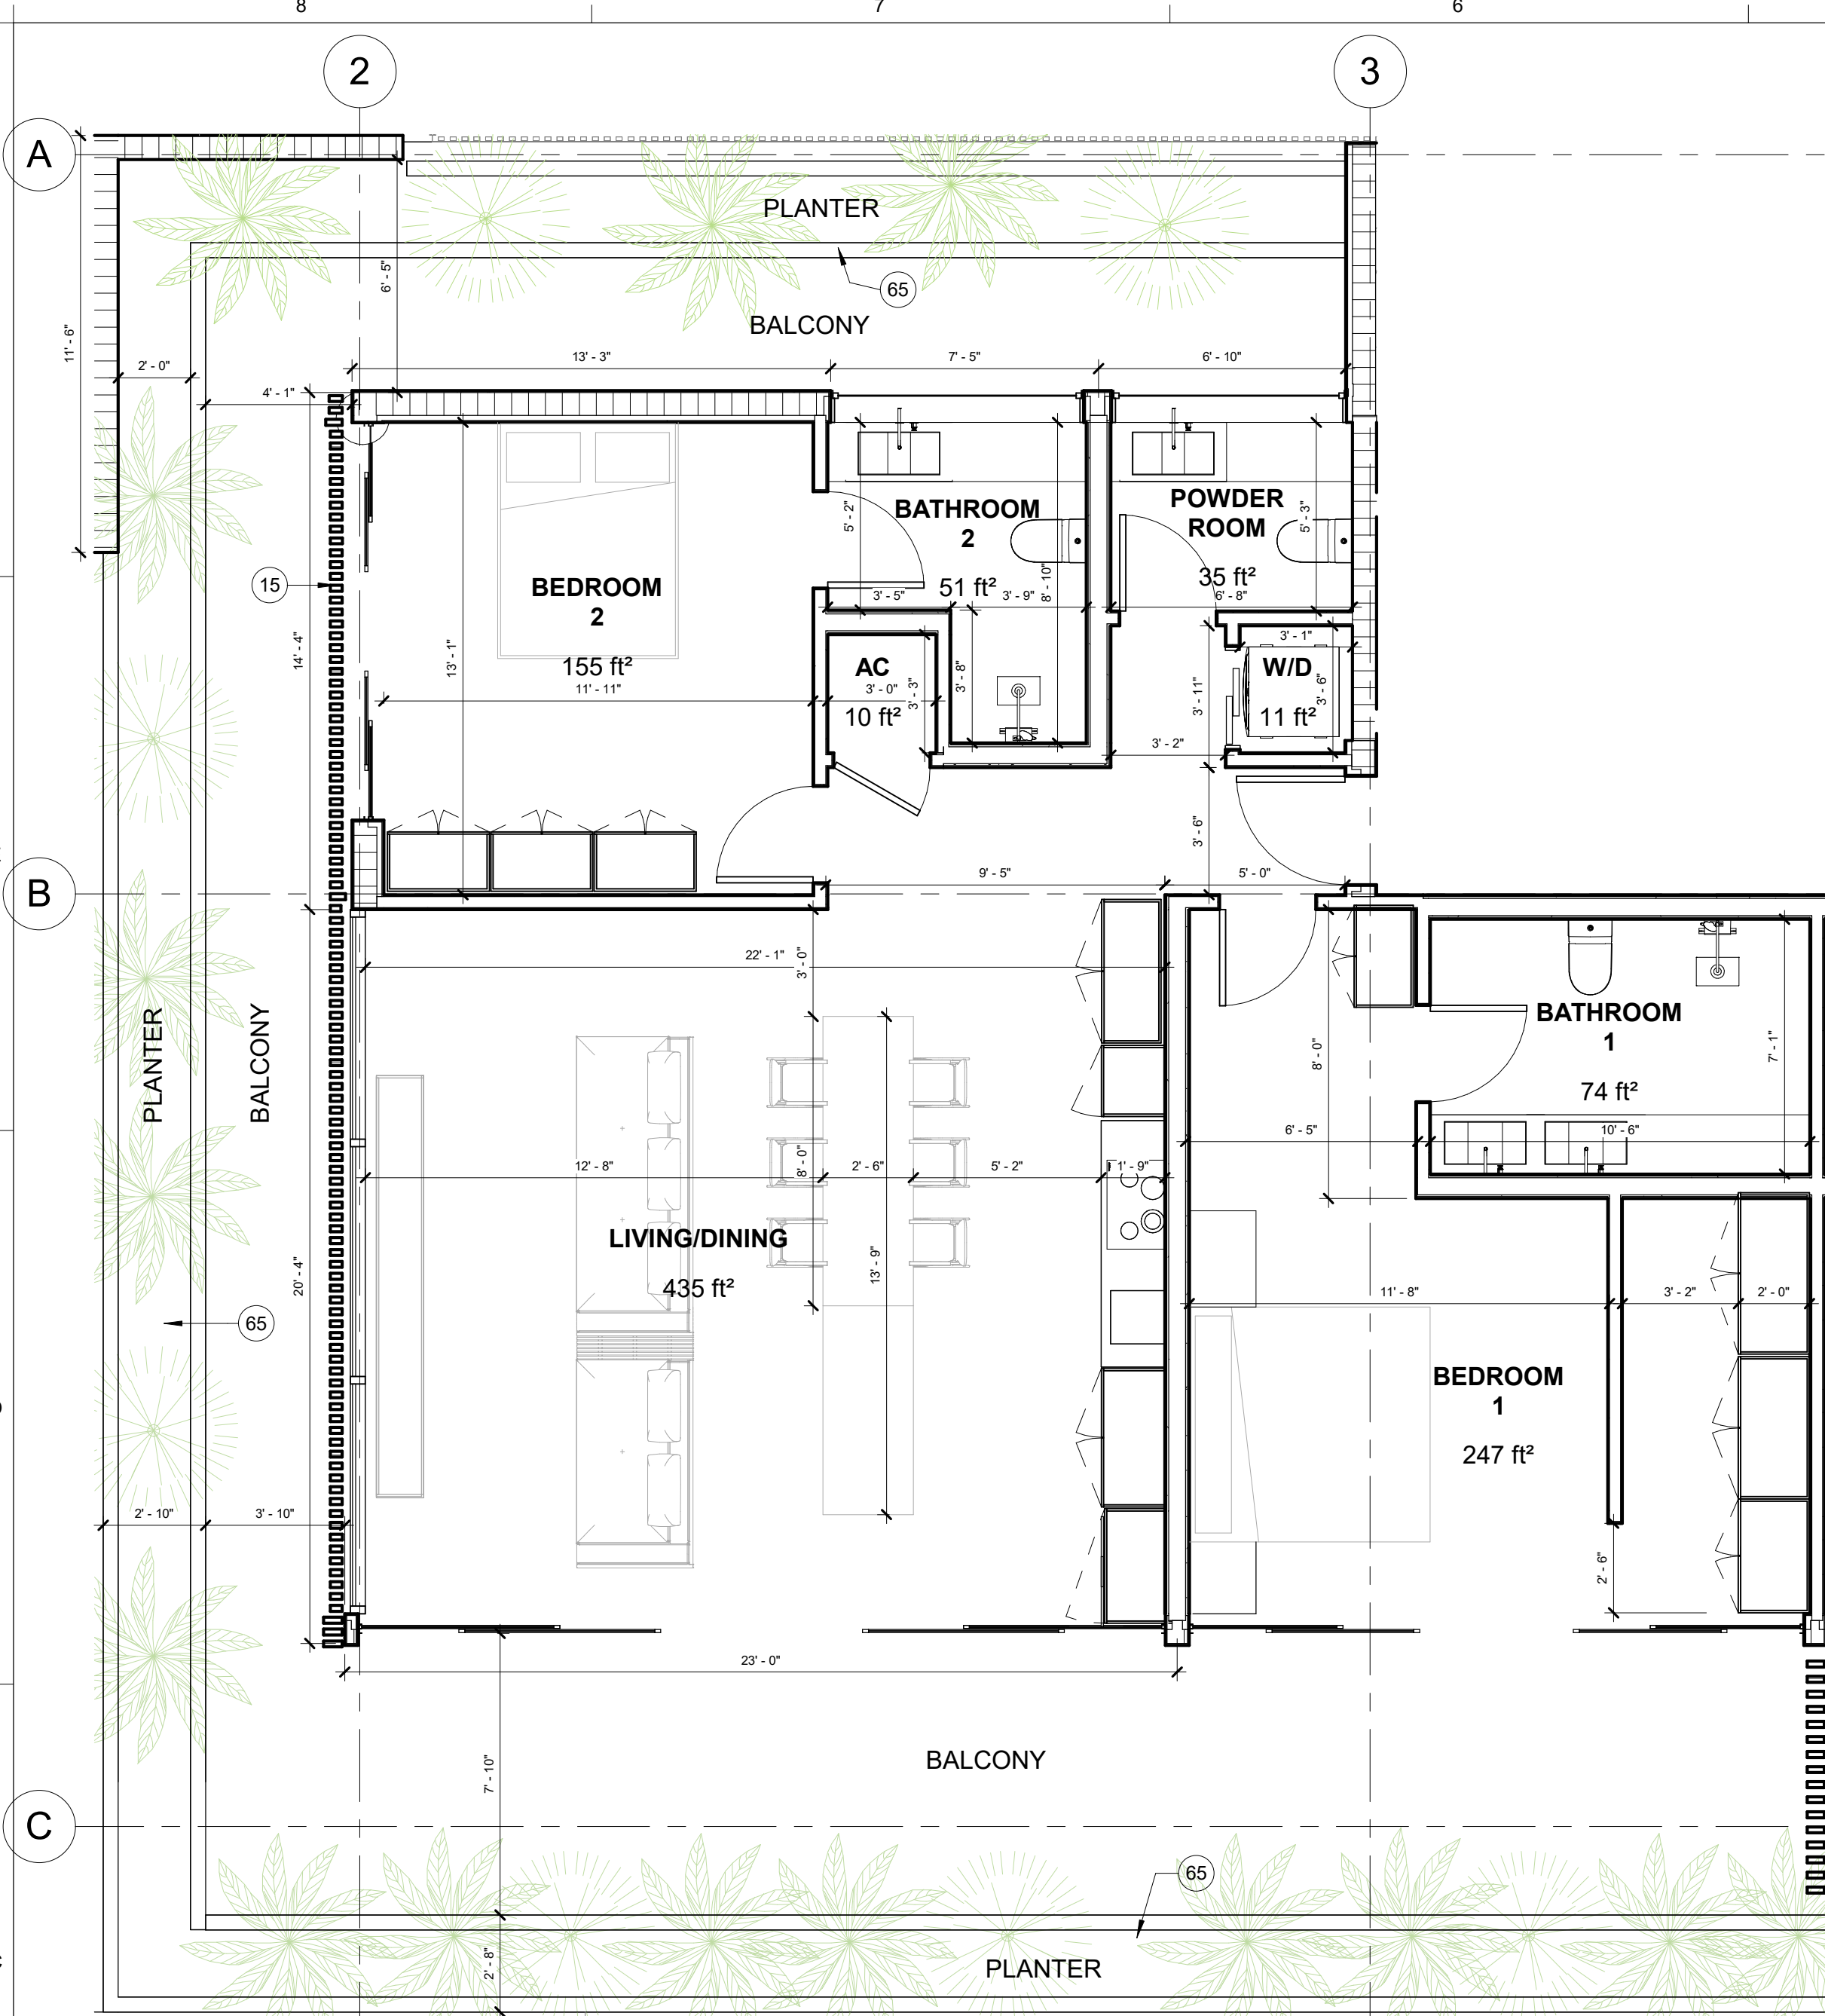 8
7
6
2
3
A
PLANTER
6' - 5"
65
11' - 6"
BALCONY
2' - 0"
13' - 3"
7' - 5"
6' - 10"
4' - 1"
BATHROOM
2
51 ft²
5' - 2"
8' - 10"
3' - 5"
3' - 9"
POWDER
ROOM
35 ft²
5' - 3"
6' - 8"
15
BEDROOM
2
155 ft²
11' - 11"
13' - 1"
14' - 4"
AC
3' - 0"
10 ft²
3' - 3"
3' - 8"
3' - 11"
3' - 1"
W/D
3' - 6"
11 ft²
3' - 2"
3' - 6"
B
9' - 5"
5' - 0"
22' - 1"
3' - 0"
PLANTER
BALCONY
BATHROOM
1
74 ft²
8' - 0"
7' - 1"
6' - 5"
10' - 6"
12' - 8"
8' - 0"
2' - 6"
5' - 2"
1' - 9"
LIVING/DINING
435 ft²
13' - 9"
20' - 4"
65
11' - 8"
3' - 2"
2' - 0"
BEDROOM
1
247 ft²
2' - 10"
3' - 10"
2' - 6"
23' - 0"
BALCONY
7' - 10"
C
65
2' - 8"
PLANTER